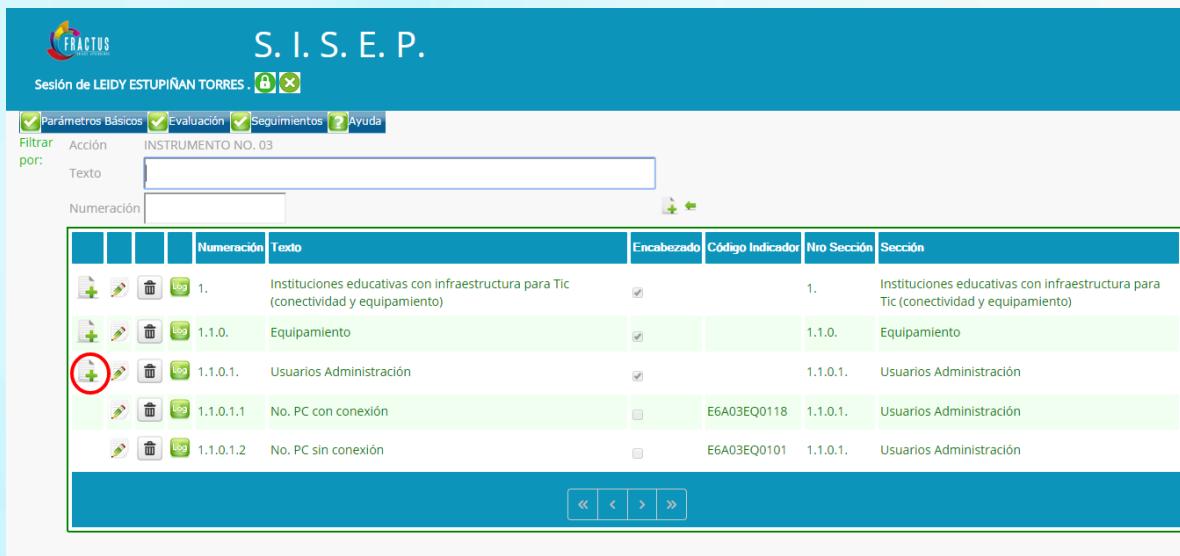 FRACTUS
S. I. S. E. P.
Sesión de LEIDY ESTUPIÑAN TORRES .
Parámetros Básicos Evaluación Seguimientos ? Ayuda
Filtrar por:
Acción INSTRUMENTO NO. 03
Texto
Numeración
Numeración Texto Encabezado Código Indicador Nro Sección Sección
Log 1. Instituciones educativas con infraestructura para Tic (conectividad y equipamiento) 1. Instituciones educativas con infraestructura para Tic (conectividad y equipamiento)
Log 1.1.0. Equipamiento 1.1.0. Equipamiento
Log 1.1.0.1. Usuarios Administración 1.1.0.1. Usuarios Administración
Log 1.1.0.1.1 No. PC con conexión E6A03EQ0118 1.1.0.1. Usuarios Administración
Log 1.1.0.1.2 No. PC sin conexión E6A03EQ0101 1.1.0.1. Usuarios Administración
« < > »